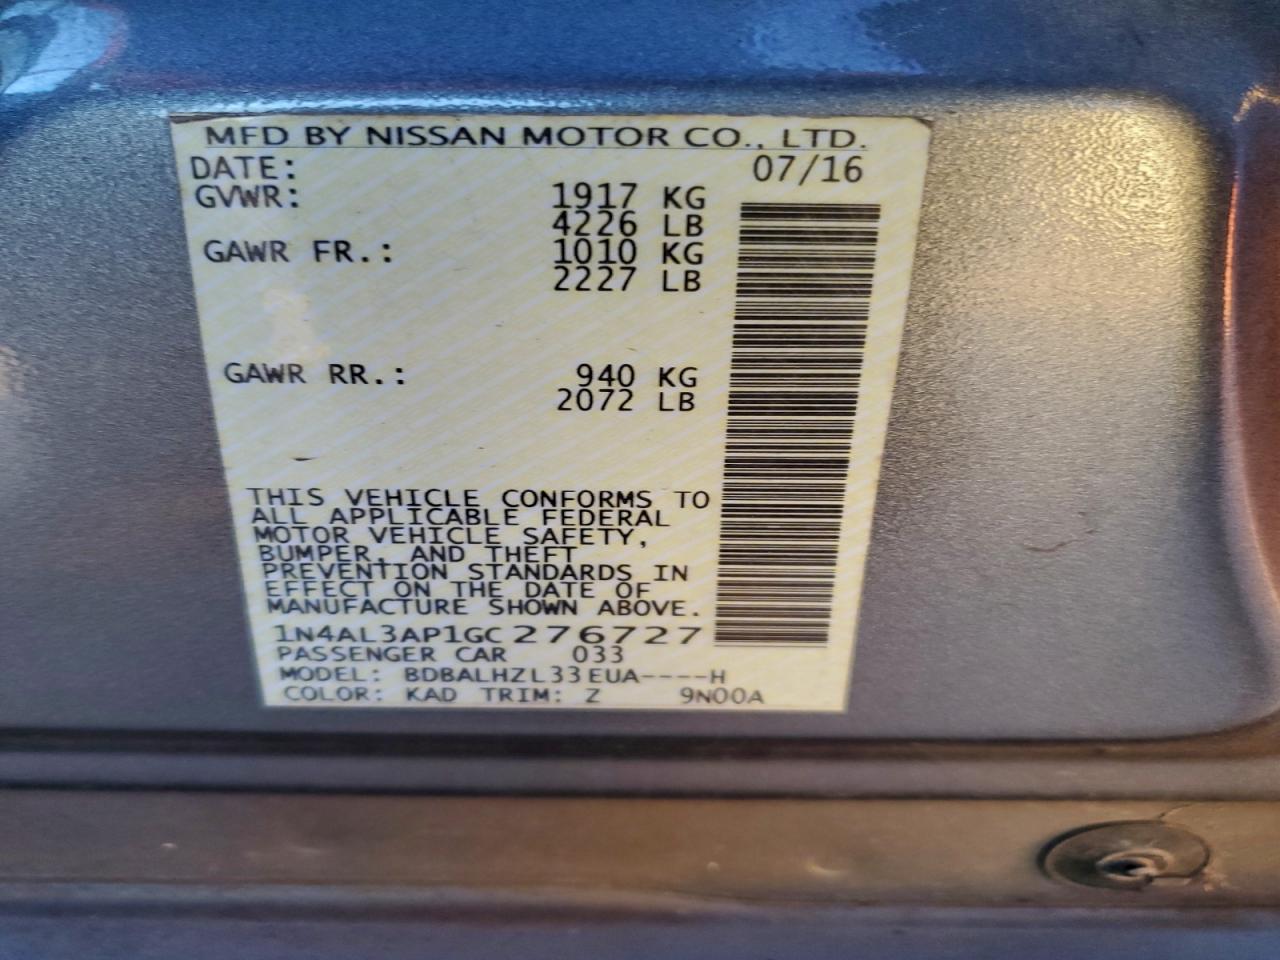 MFD BY NISSAN MOTOR CO., LTD.
DATE: 07/16
GVWR: 1917 KG
4226 LB
GAWR FR.: 1010 KG
2227 LB
GAWR RR.: 940 KG
2072 LB
THIS VEHICLE CONFORMS TO
ALL APPLICABLE FEDERAL
MOTOR VEHICLE SAFETY,
BUMPER, AND THEFT
PREVENTION STANDARDS IN
EFFECT ON THE DATE OF
MANUFACTURE SHOWN ABOVE.
1N4AL3AP1GC276727
PASSENGER CAR 033
MODEL: BDBALHZL33EUA----H
COLOR: KAD TRIM: Z 9N00A